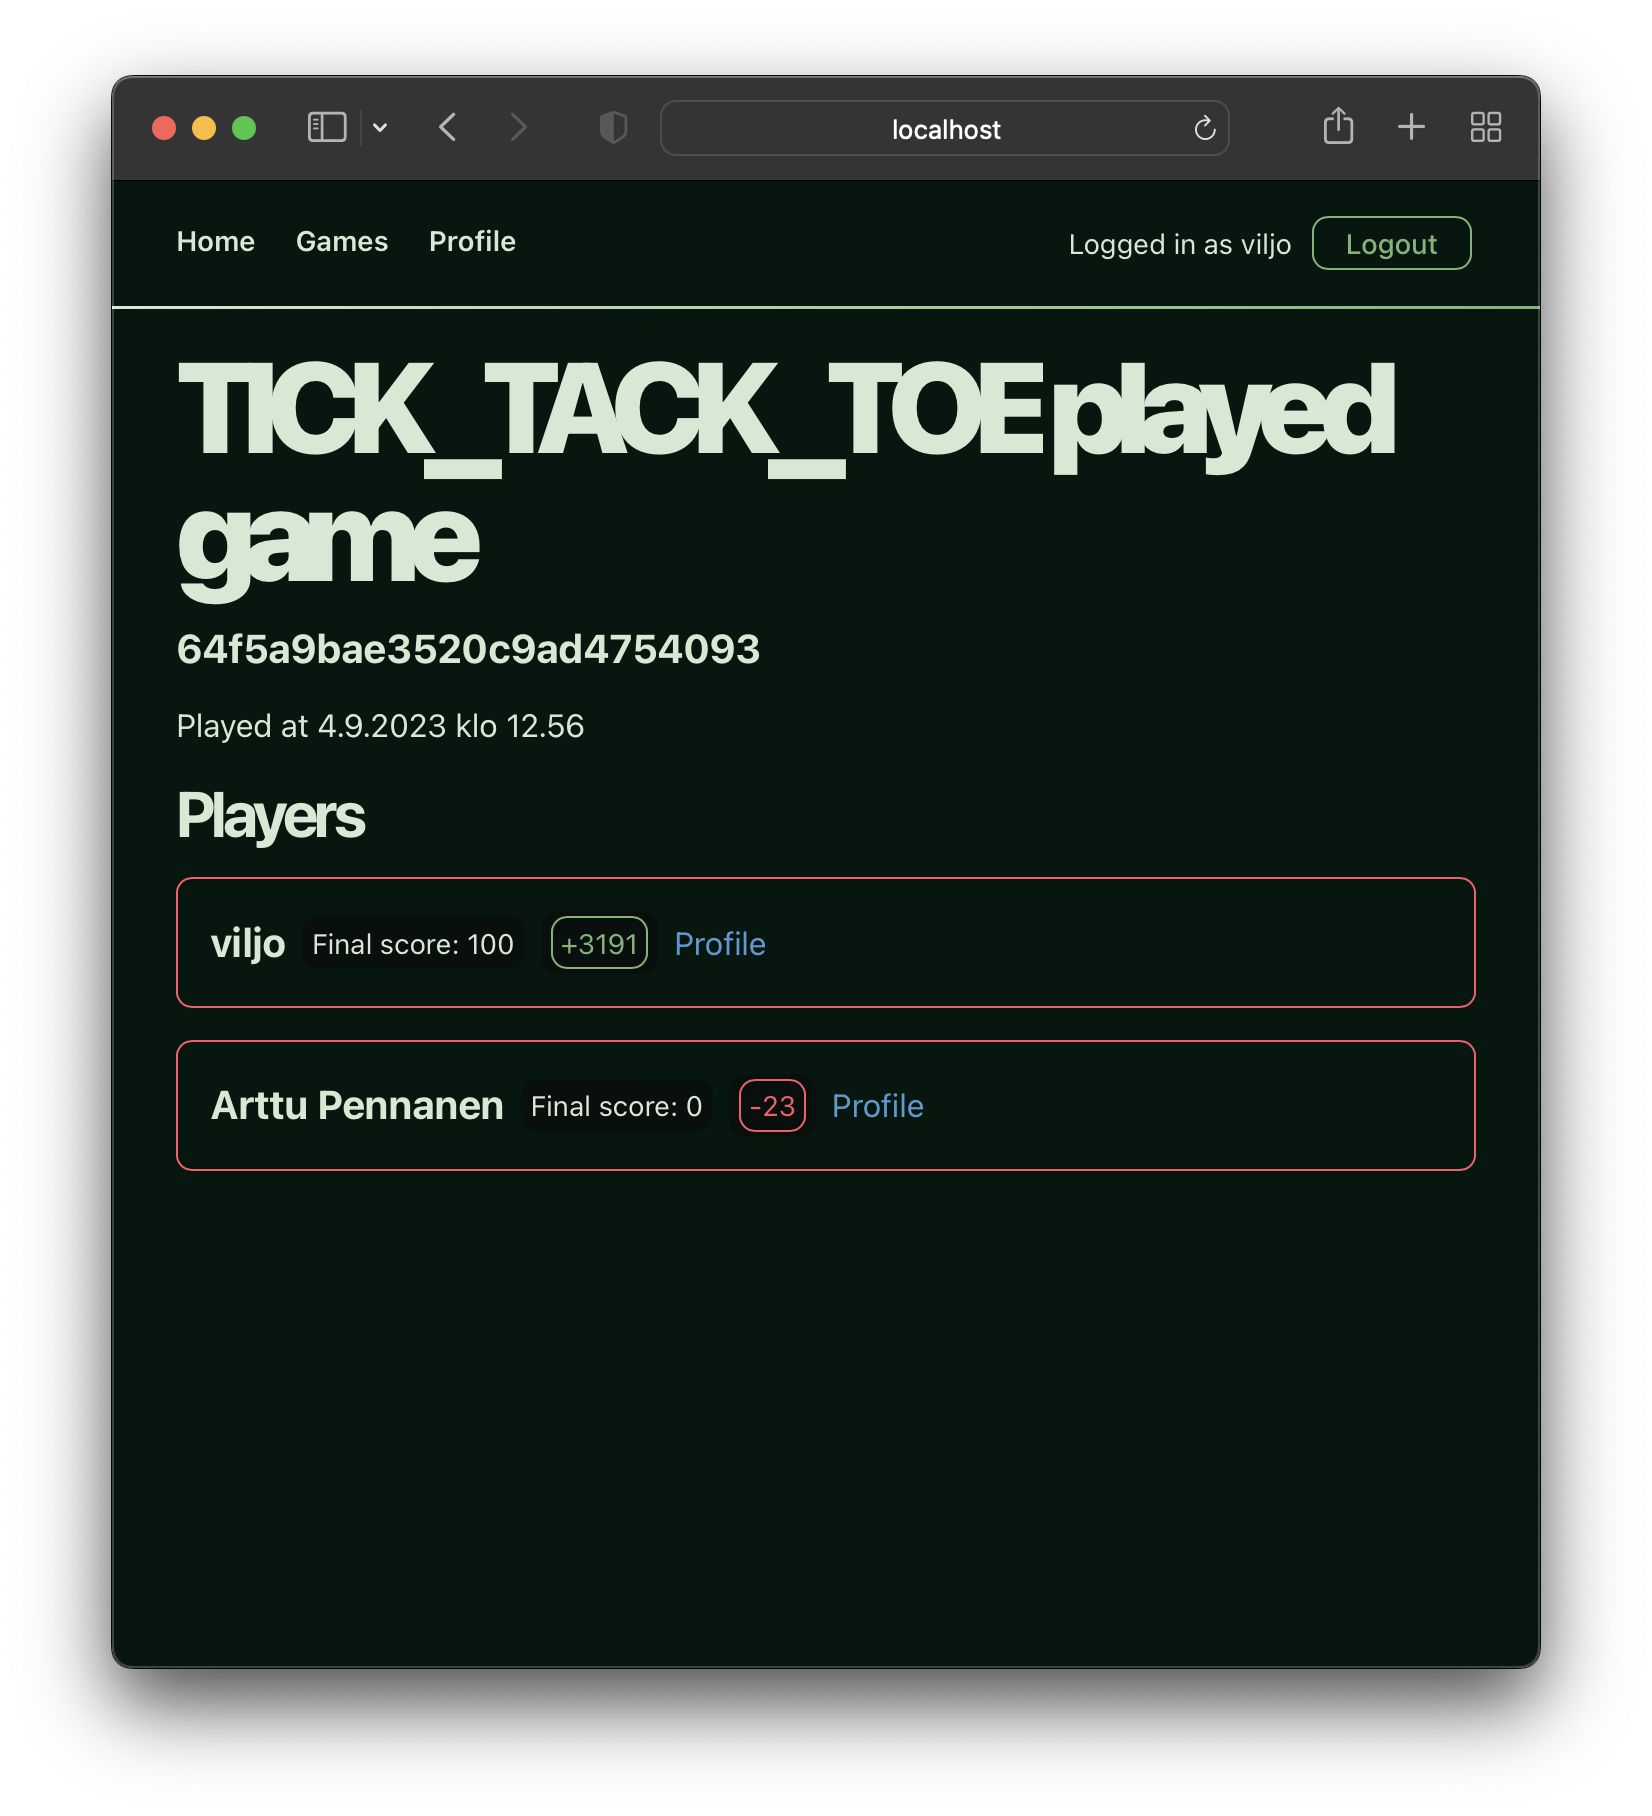 localhost
Home Games Profile Logged in as viljo Logout
TICK_TACK_TOE played
game
64f5a9bae3520c9ad4754093
Played at 4.9.2023 klo 12.56
Players
viljo Final score: 100 +3191 Profile
Arttu Pennanen Final score: 0 -23 Profile